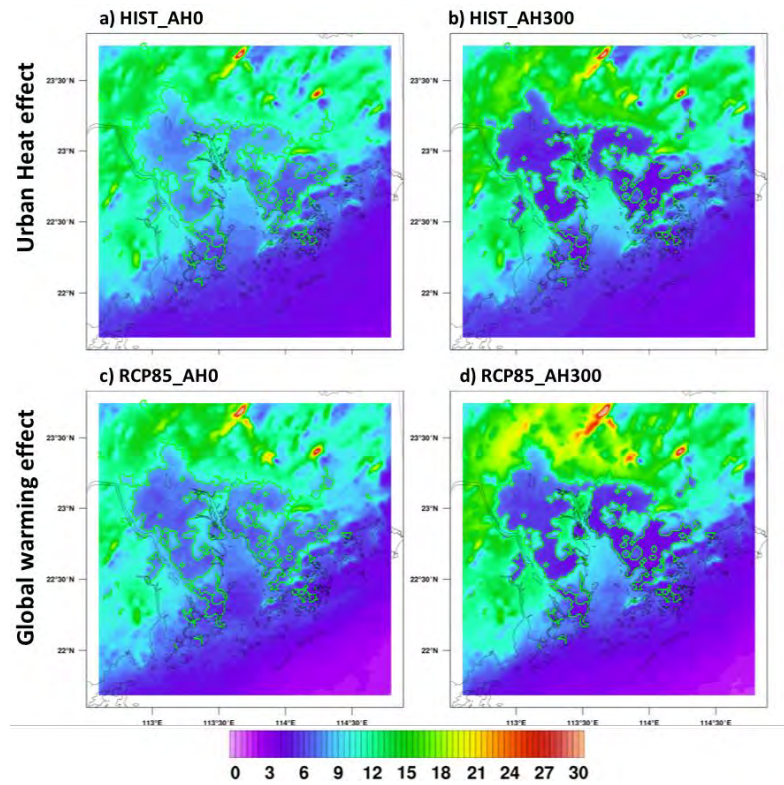 a) HIST_AH0
b) HIST_AH300
Urban Heat effect
23°30'N
23°N
22°30'N
22°N
23°30'N
23°N
22°30'N
22°N
c) RCP85_AH0
d) RCP85_AH300
Global warming effect
23°30'N
23°N
22°30'N
22°N
23°30'N
23°N
22°30'N
22°N
113°E 113°30'E 114°E 114°30'E
113°E 113°30'E 114°E 114°30'E
0 3 6 9 12 15 18 21 24 27 30